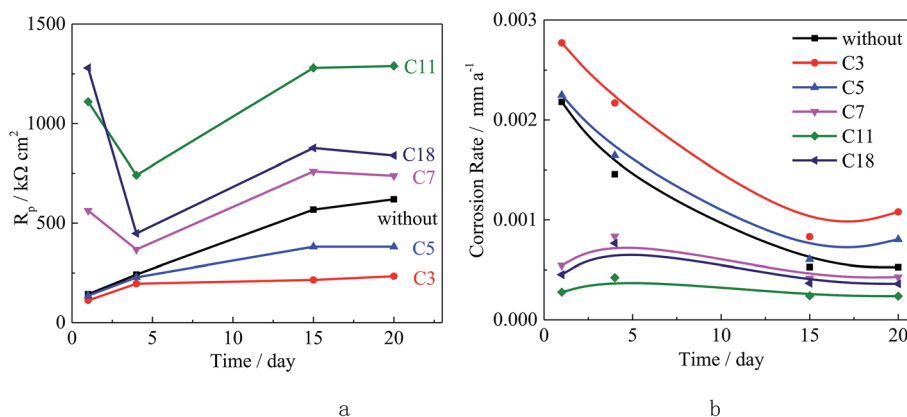 a
1500
1000
500
0
R_p / kΩ cm²
C11
C18
C7
without
C5
C3
0 5 10 15 20
Time / day
b
0.003
0.002
0.001
0.000
Corrosion Rate / mm a⁻¹
without
C3
C5
C7
C11
C18
0 5 10 15 20
Time / day
a b